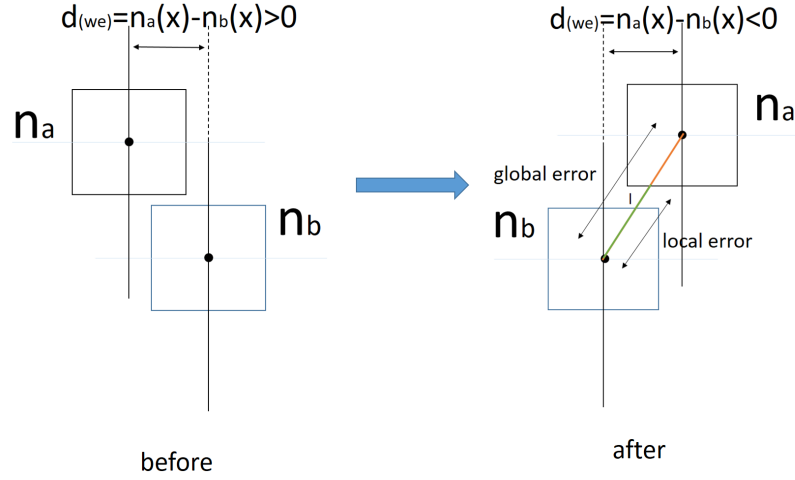 d(we)=na(x)-nb(x)>0
na
nb
before
d(we)=na(x)-nb(x)<0
na
global error
l
nb
local error
after